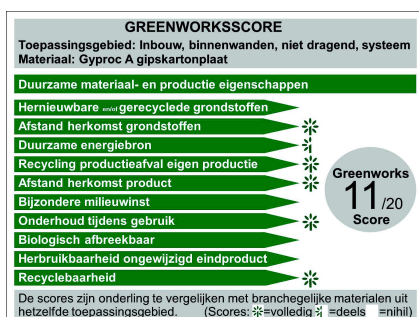 GREENWORKSSCORE
Toepassingsgebied: Inbouw, binnenwanden, niet dragend, systeem
Materiaal: Gyproc A gipskartonplaat
Duurzame materiaal- en productie eigenschappen
Hernieuwbare en/of gerecyclede grondstoffen
Afstand herkomst grondstoffen
Duurzame energiebron
Recycling productieafval eigen productie
Afstand herkomst product
Bijzondere milieuwinst
Onderhoud tijdens gebruik
Biologisch afbreekbaar
Herbruikbaarheid ongewijzigd eindproduct
Recyclebaarheid
Greenworks
11/20
Score
De scores zijn onderling te vergelijken met branchegelijke materialen uit
hetzelfde toepassingsgebied. (Scores: =volledig =deels =nihil)